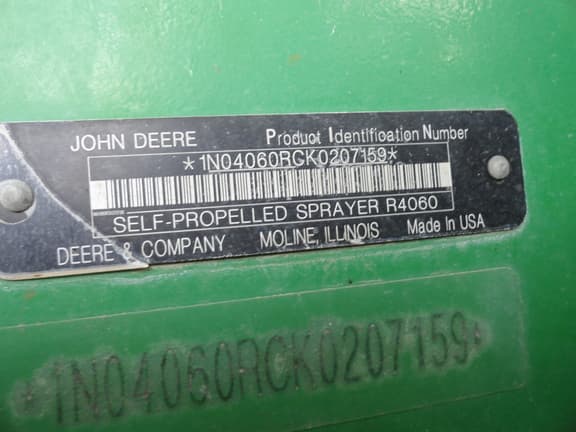 JOHN DEERE Product Identification Number
*1N04060RCK0207159*
SELF-PROPELLED SPRAYER R4060
DEERE & COMPANY MOLINE, ILLINOIS Made In USA
*1N04060RCK0207159*